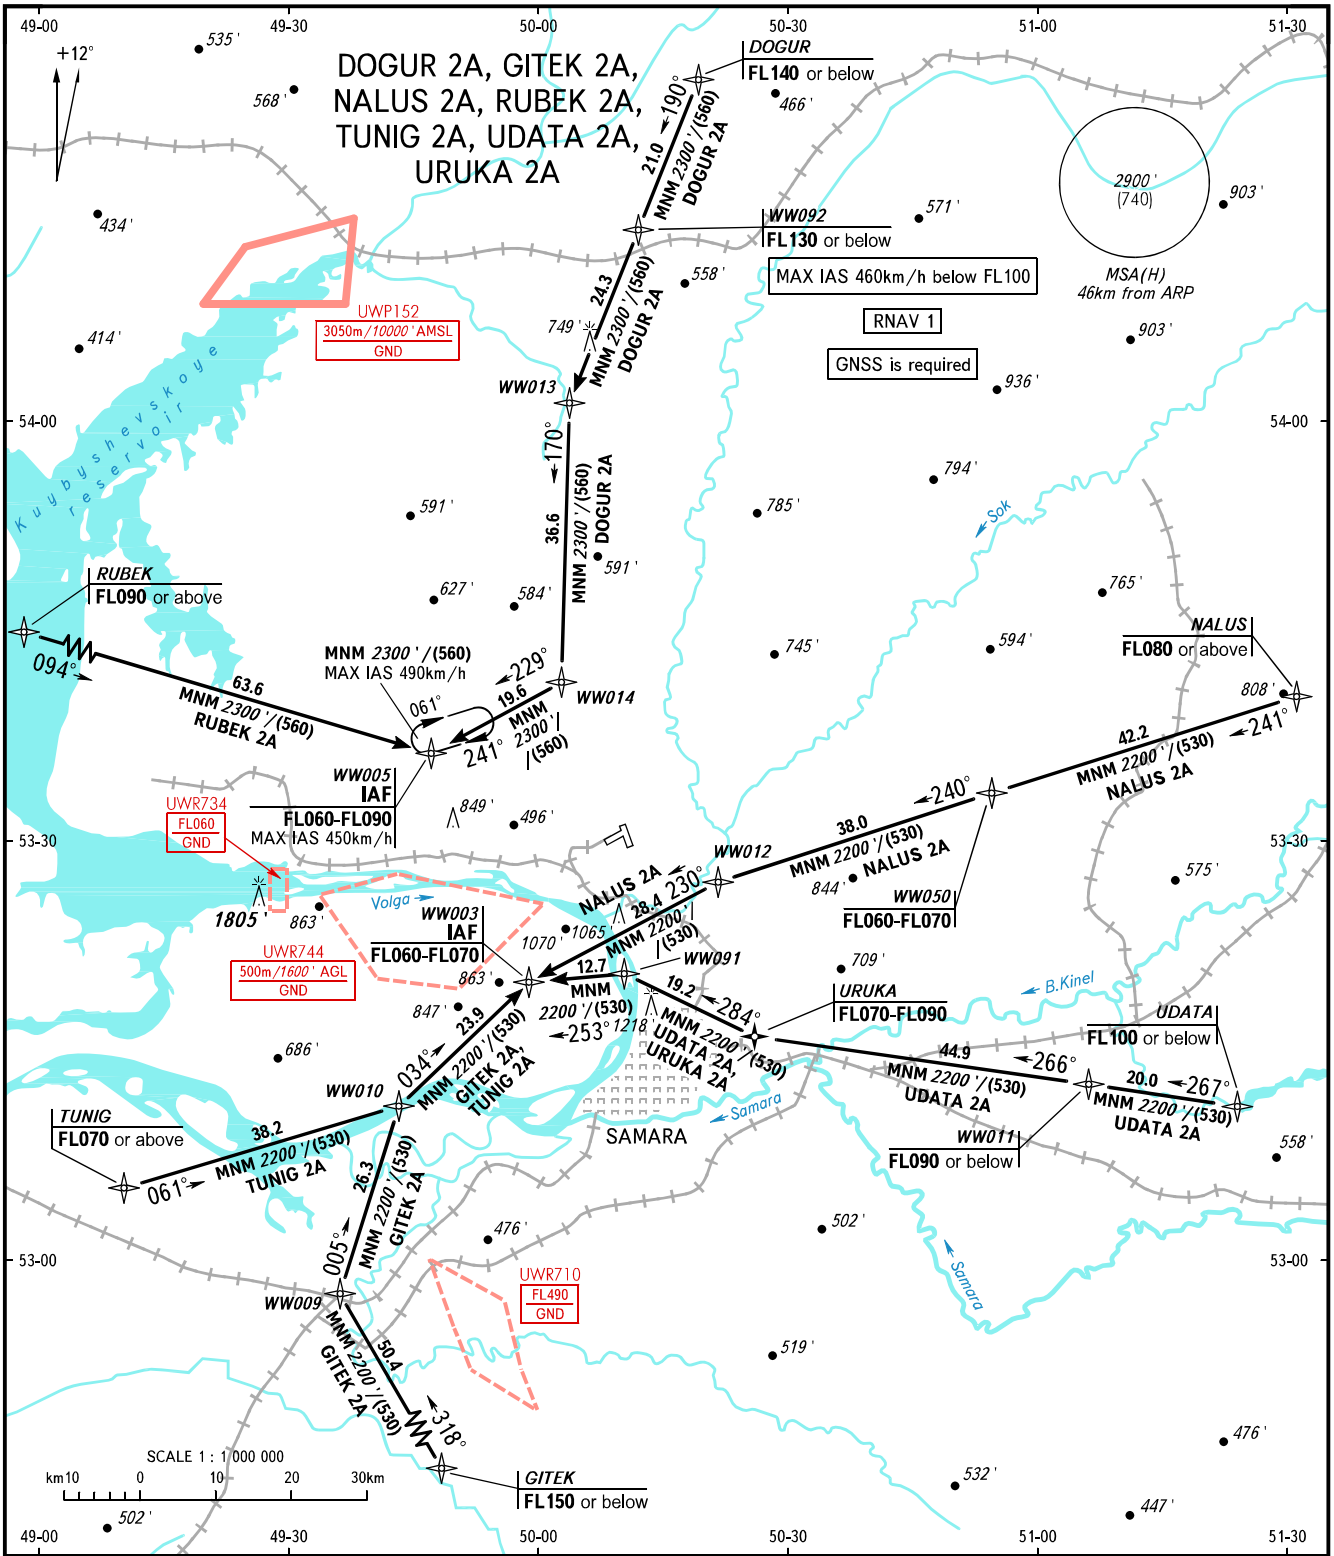 49-00
49-30
50-00
50-30
51-00
51-30
+12°
535'
568'
DOGUR 2A, GITEK 2A,
NALUS 2A, RUBEK 2A,
TUNIG 2A, UDATA 2A,
URUKA 2A
DOGUR
FL140 or below
466'
190°
21.0
MNM 2300'/(560)
DOGUR 2A
434'
WW092
FL130 or below
571'
2900'
(740)
903'
MSA(H)
46km from ARP
MAX IAS 460km/h below FL100
RNAV 1
GNSS is required
558'
24.3
MNM 2300'/(560)
DOGUR 2A
749'
UWP152
3050m/10000' AMSL
GND
414'
903'
936'
WW013
Kuybyshevskoye
reservoir
54-00
54-00
170°
36.6
MNM 2300'/(560)
DOGUR 2A
794'
785'
591'
591'
Sok
627'
584'
765'
RUBEK
FL090 or above
094°
63.6
MNM 2300'/(560)
RUBEK 2A
MNM 2300'/(560)
MAX IAS 490km/h
061°
241°
229°
19.6
MNM
2300'/
/(560)
WW014
745'
594'
NALUS
FL080 or above
808'
241°
42.2
MNM 2200'/(530)
NALUS 2A
WW005
IAF
FL060-FL090
MAX IAS 450km/h
849'
496'
UWR734
FL060
GND
53-30
53-30
240°
38.0
MNM 2200'/(530)
NALUS 2A
WW012
844'
WW050
FL060-FL070
575'
1805'
863'
Volga
WW003
IAF
FL060-FL070
NALUS 2A
230°
28.4
MNM 2200'/
/(530)
1070'
1065'
UWR744
500m/1600' AGL
GND
863'
847'
12.7
MNM
2200'/(530)
253°
WW091
1218'
19.2
284°
MNM 2200'/(530)
UDATA 2A,
URUKA 2A
709'
URUKA
FL070-FL090
B.Kinel
UDATA
FL100 or below
266°
44.9
MNM 2200'/(530)
UDATA 2A
267°
20.0
MNM 2200'/(530)
UDATA 2A
WW011
FL090 or below
686'
034°
23.9
MNM 2200'/(530)
GITEK 2A,
TUNIG 2A
WW010
TUNIG
FL070 or above
38.2
061°
MNM 2200'/(530)
TUNIG 2A
Samara
SAMARA
558'
26.3
MNM 2200'/(530)
GITEK 2A
005°
476'
502'
53-00
53-00
WW009
UWR710
FL490
GND
Samara
519'
50.4
MNM 2200'/(530)
GITEK 2A
318°
GITEK
FL150 or below
476'
532'
447'
SCALE 1 : 1 000 000
km10
0
10
20
30km
502'
49-00
49-30
50-00
50-30
51-00
51-30